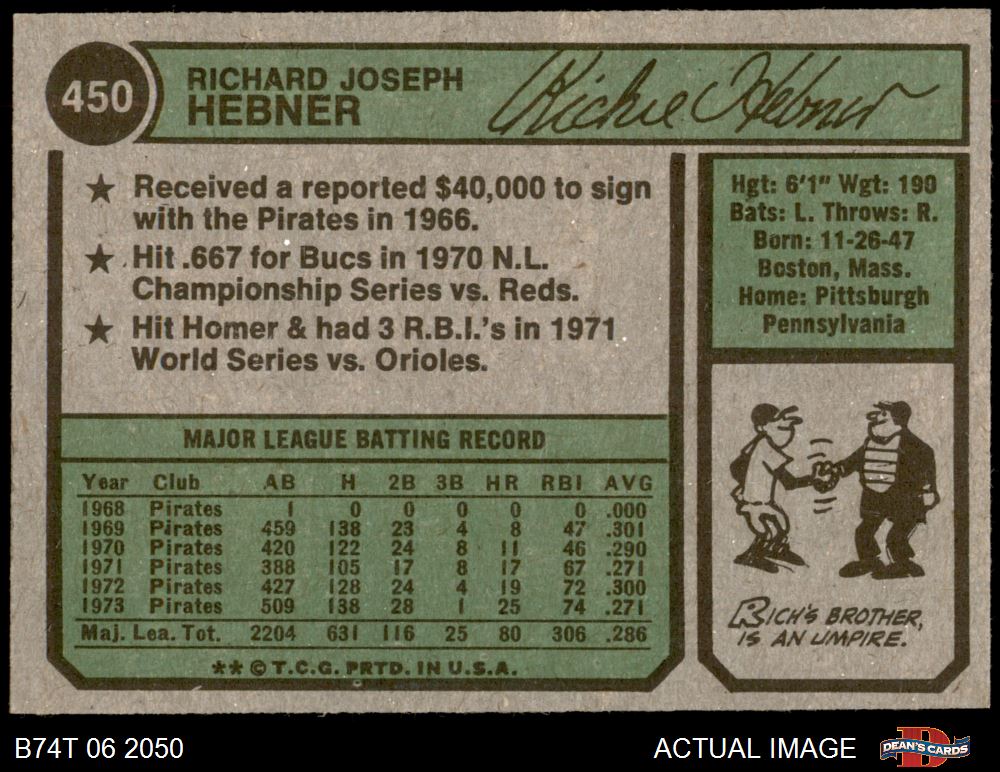 450
RICHARD JOSEPH
HEBNER
Richie Hebner
★ Received a reported $40,000 to sign
with the Pirates in 1966.
★ Hit .667 for Bucs in 1970 N.L.
Championship Series vs. Reds.
★ Hit Homer & had 3 R.B.I.'s in 1971
World Series vs. Orioles.
Hgt: 6'1" Wgt: 190
Bats: L. Throws: R.
Born: 11-26-47
Boston, Mass.
Home: Pittsburgh
Pennsylvania
MAJOR LEAGUE BATTING RECORD
Year Club AB H 2B 3B HR RBI AVG
1968 Pirates 1 0 0 0 0 0 .000
1969 Pirates 459 138 23 4 8 47 .301
1970 Pirates 420 122 24 8 11 46 .290
1971 Pirates 388 105 17 8 17 67 .271
1972 Pirates 427 128 24 4 19 72 .300
1973 Pirates 509 138 28 1 25 74 .271
Maj. Lea. Tot. 2204 631 116 25 80 306 .286
** © T.C.G. PRTD. IN U.S.A.
RICH'S BROTHER,
IS AN UMPIRE.
B74T 06 2050
ACTUAL IMAGE
D
DEAN'S CARDS